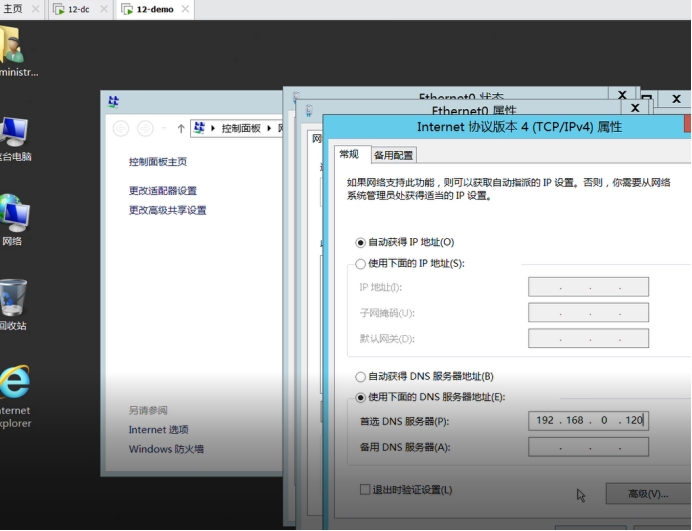 主页
12-dc
12-demo
ministr...
这台电脑
网络
回收站
nternet
xplorer
控制面板
控制面板主页
更改适配器设置
更改高级共享设置
另请参阅
Internet 选项
Windows 防火墙
Ethernet0 状态
Ethernet0 属性
Internet 协议版本 4 (TCP/IPv4) 属性
常规
备用配置
如果网络支持此功能，则可以获取自动指派的 IP 设置。否则，你需要从网络
系统管理员处获得适当的 IP 设置。
自动获得 IP 地址(O)
使用下面的 IP 地址(S):
IP 地址(I):
子网掩码(U):
默认网关(D):
自动获得 DNS 服务器地址(B)
使用下面的 DNS 服务器地址(E):
首选 DNS 服务器(P):
192 . 168 . 0 . 120
备用 DNS 服务器(A):
退出时验证设置(L)
高级(V)...